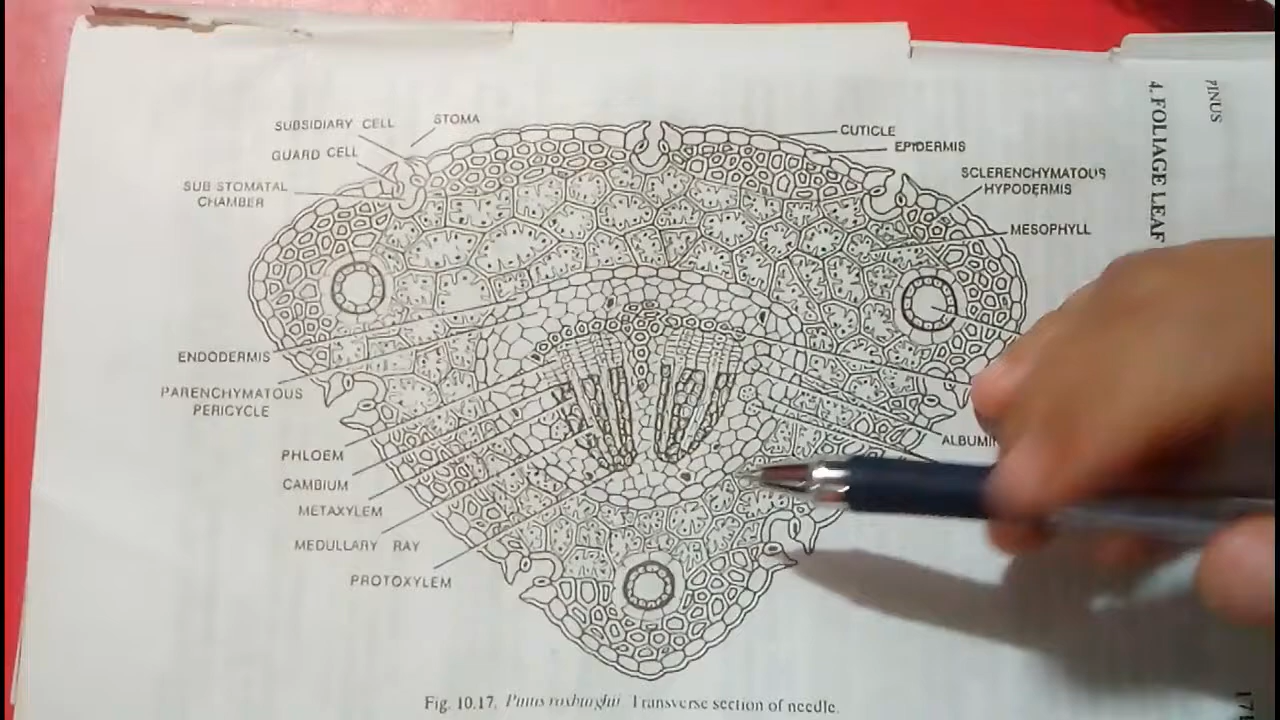 SUBSIDIARY CELL
STOMA
GUARD CELL
SUB STOMATAL
CHAMBER
CUTICLE
EPIDERMIS
SCLERENCHYMATOUS
HYPODERMIS
MESOPHYLL
ENDODERMIS
PARENCHYMATOUS
PERICYCLE
PHLOEM
CAMBIUM
METAXYLEM
MEDULLARY RAY
PROTOXYLEM
ALBUMIN
Fig. 10.17. Pinus roxburghii Transverse section of needle.
PINUS
4. FOLIAGE LEAF